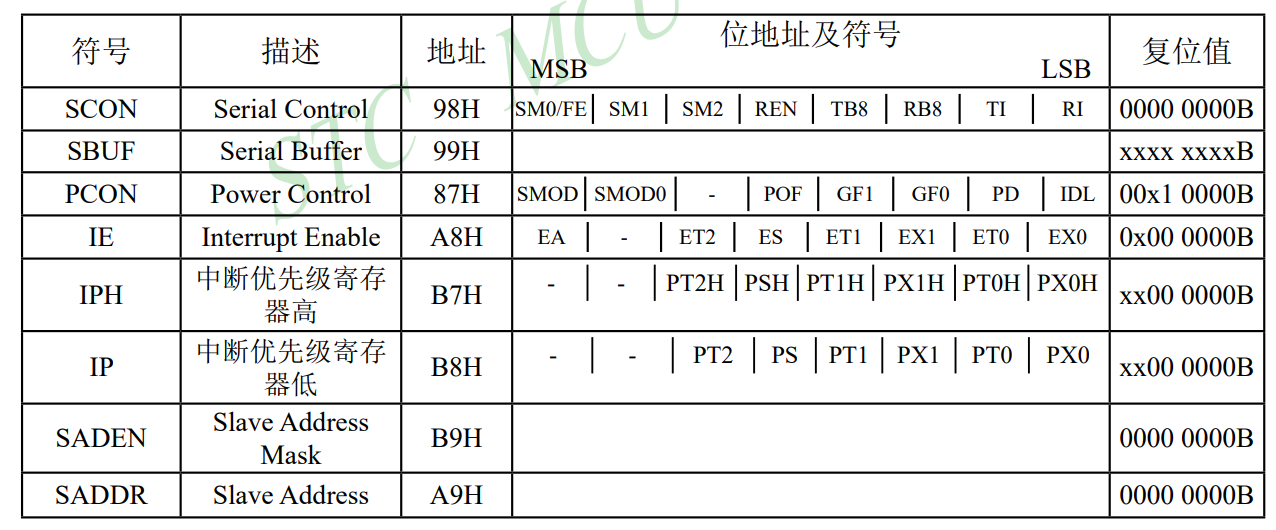 符号 描述 地址 位地址及符号 复位值
MSB LSB
SCON Serial Control 98H SM0/FE SM1 SM2 REN TB8 RB8 TI RI 0000 0000B
SBUF Serial Buffer 99H xxxx xxxxB
PCON Power Control 87H SMOD SMOD0 - POF GF1 GF0 PD IDL 00x1 0000B
IE Interrupt Enable A8H EA - ET2 ES ET1 EX1 ET0 EX0 0x00 0000B
IPH 中断优先级寄存 B7H - - PT2H PSH PT1H PX1H PT0H PX0H xx00 0000B
器高
IP 中断优先级寄存 B8H - - PT2 PS PT1 PX1 PT0 PX0 xx00 0000B
器低
SADEN Slave Address B9H 0000 0000B
Mask
SADDR Slave Address A9H 0000 0000B
STC MCU